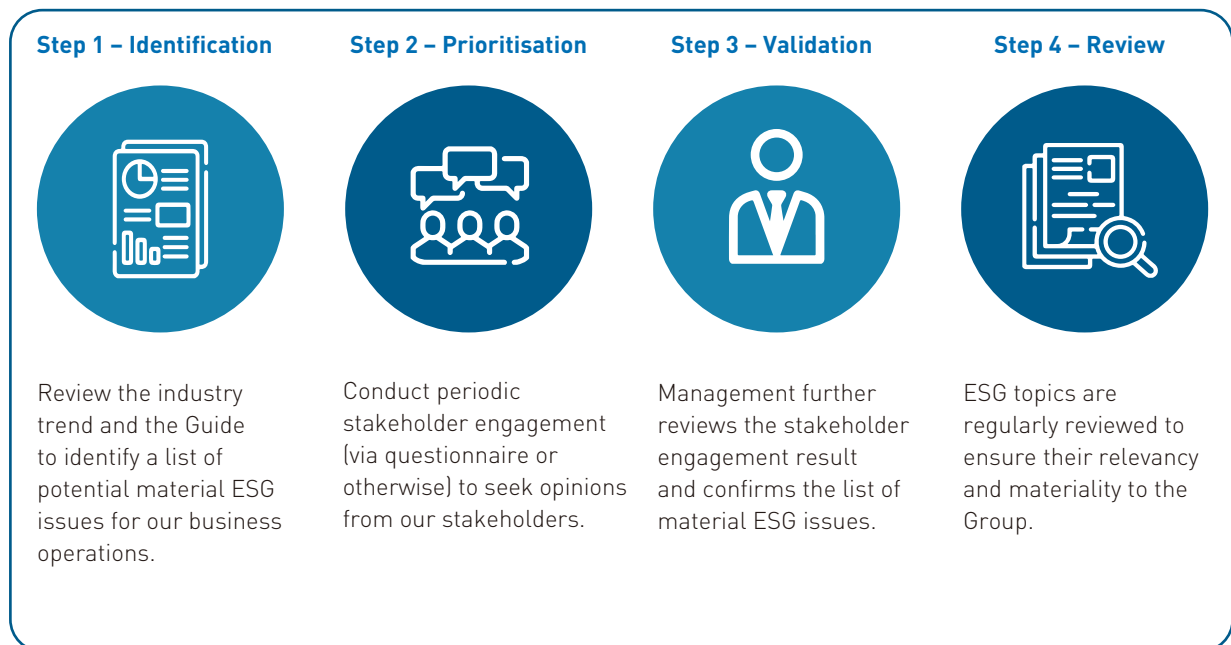 Step 1 – Identification
Review the industry
trend and the Guide
to identify a list of
potential material ESG
issues for our business
operations.
Step 2 – Prioritisation
Conduct periodic
stakeholder engagement
(via questionnaire or
otherwise) to seek opinions
from our stakeholders.
Step 3 – Validation
Management further
reviews the stakeholder
engagement result
and confirms the list of
material ESG issues.
Step 4 – Review
ESG topics are
regularly reviewed to
ensure their relevancy
and materiality to the
Group.